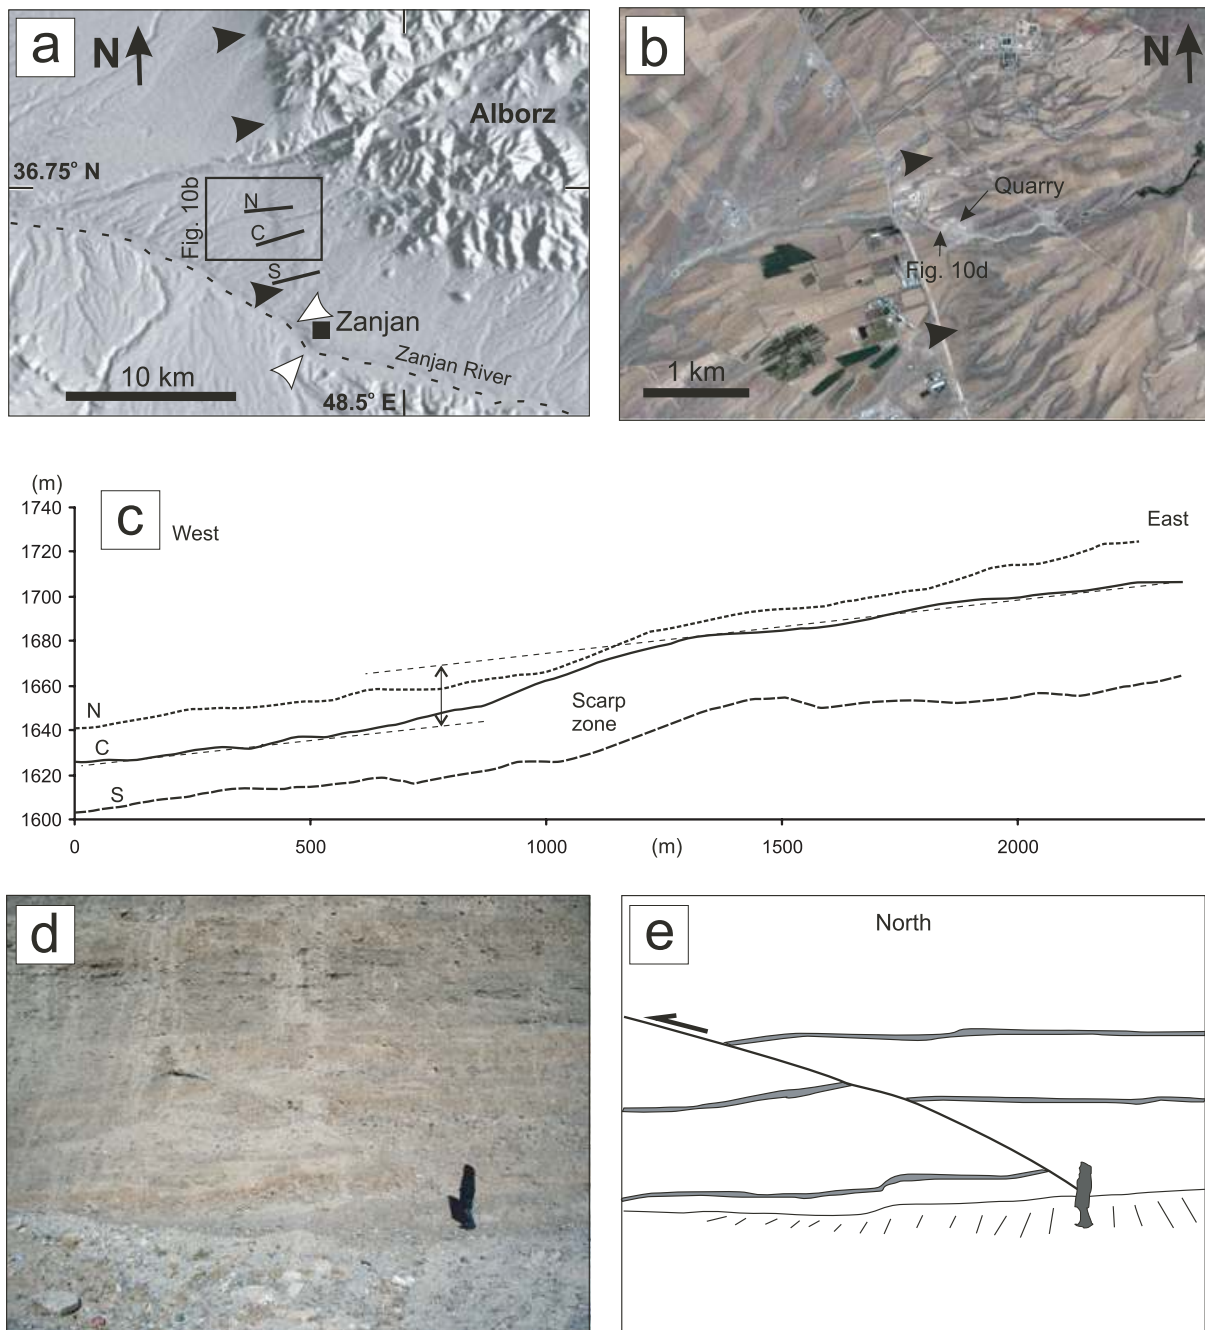 a
N
Alborz
36.75° N
Fig. 10b
N
C
S
Zanjan
Zanjan River
10 km
48.5° E
b
N
Quarry
Fig. 10d
1 km
(m)
c
West
East
1740
1720
1700
1680
1660
1640
1620
1600
N
C
S
Scarp
zone
0
500
1000
(m)
1500
2000
d
e
North